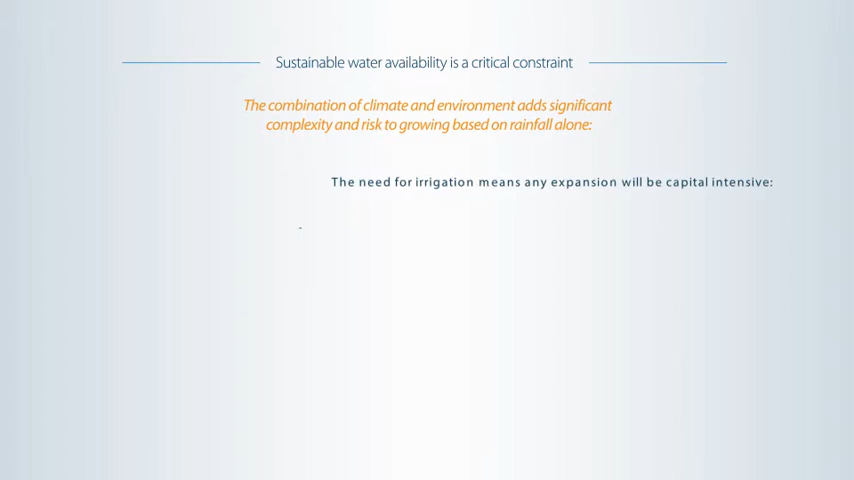 Sustainable water availability is a critical constraint
The combination of climate and environment adds significant
complexity and risk to growing based on rainfall alone:
The need for irrigation means any expansion will be capital intensive:
-